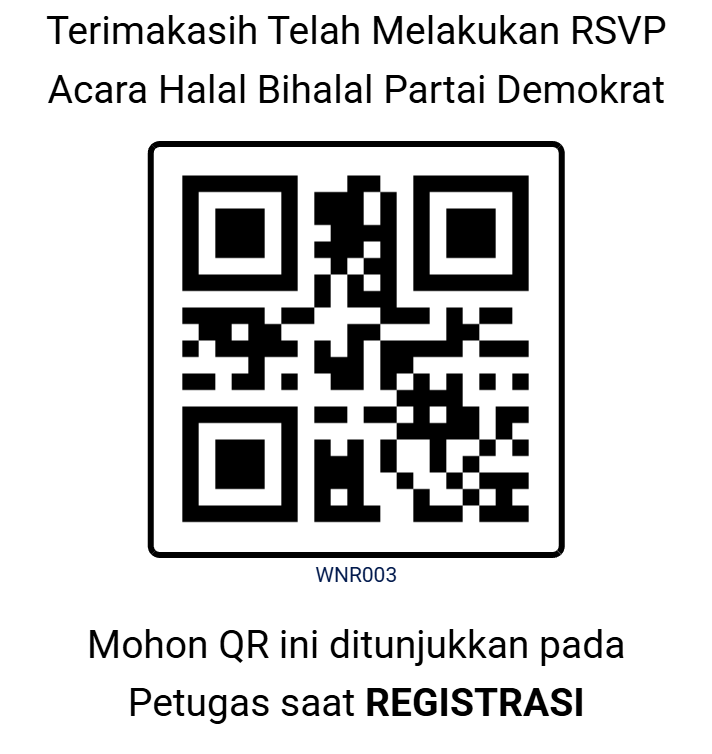 Terimakasih Telah Melakukan RSVP
Acara Halal Bihalal Partai Demokrat
WNR003
Mohon QR ini ditunjukkan pada
Petugas saat REGISTRASI